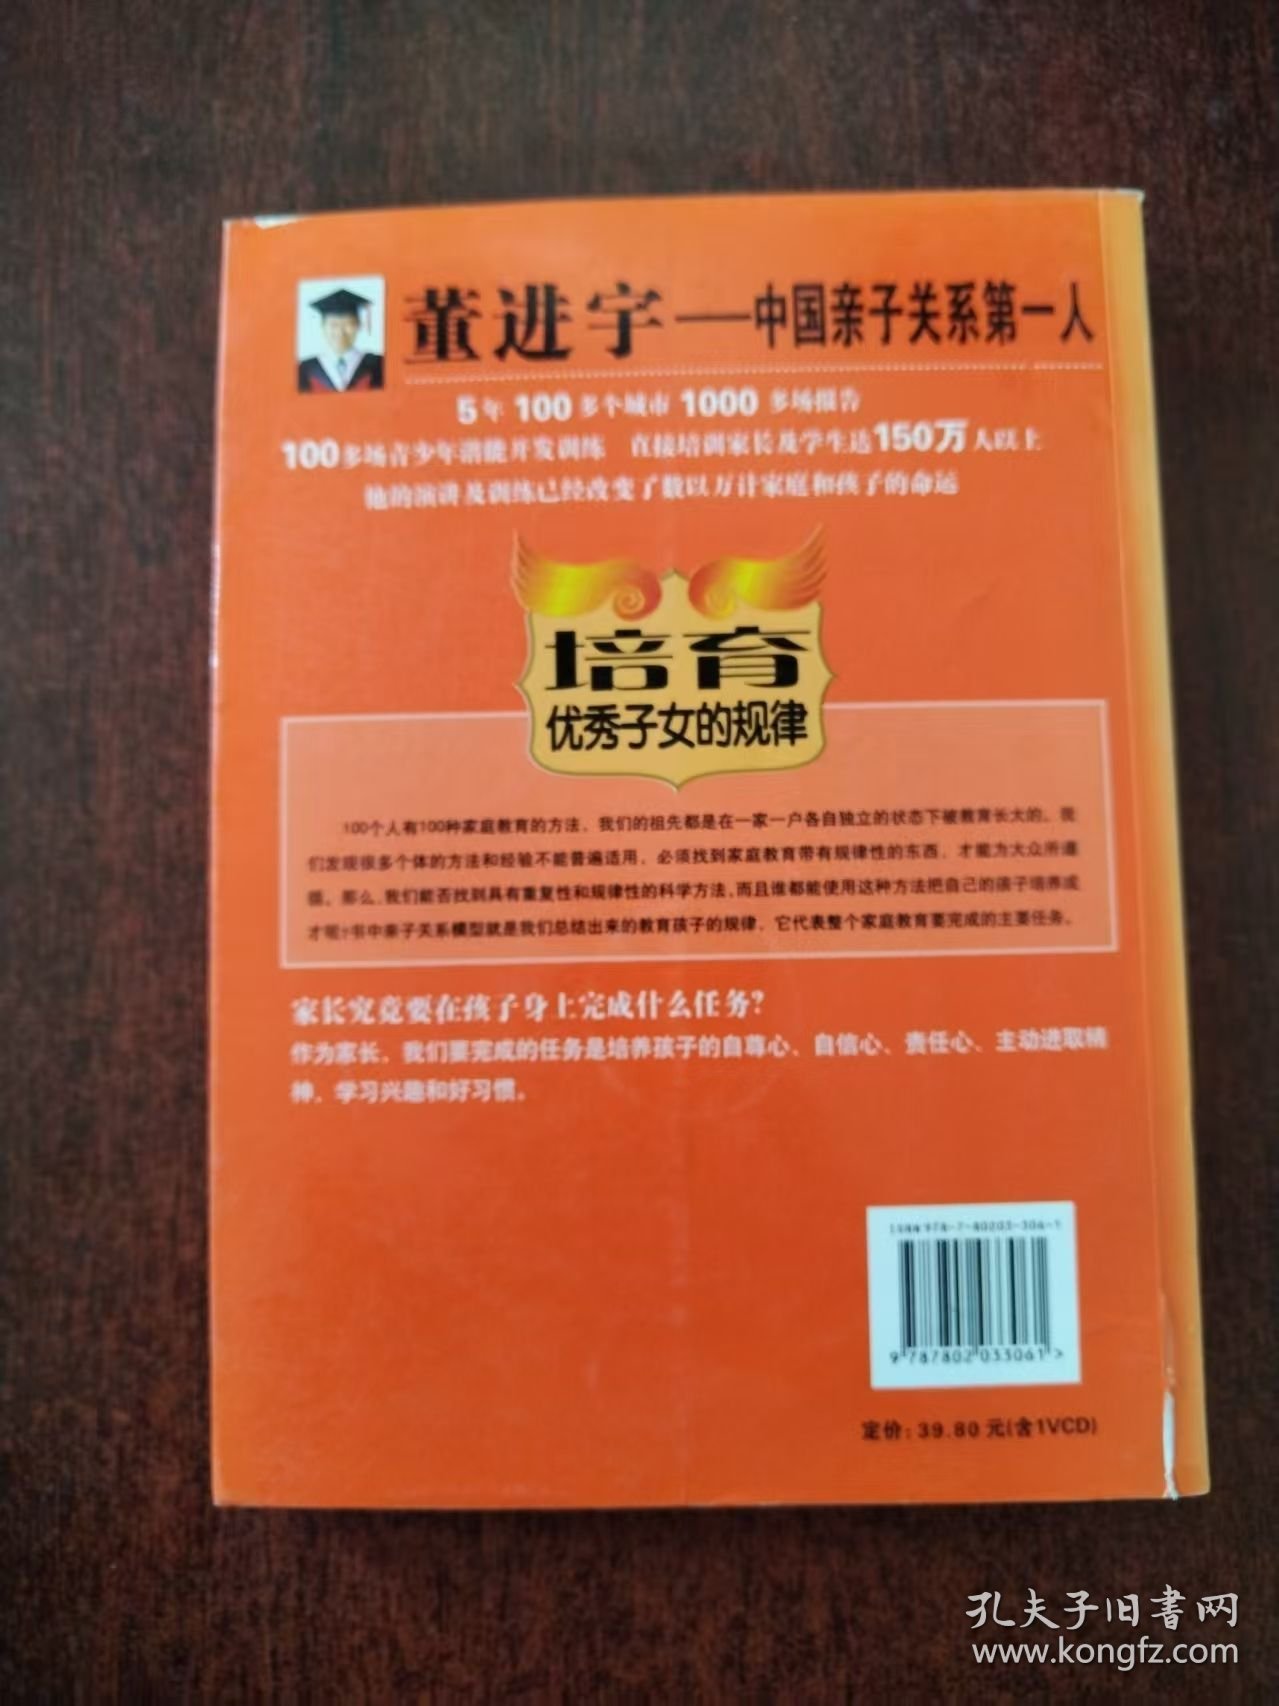 董进宇——中国亲子关系第一人
5年 100多个城市 1000 多场报告
100多场青少年潜能开发训练 直接培训家长及学生达150万人以上
他的演讲及训练已经改变了数以万计家庭和孩子的命运
培育
优秀子女的规律
100个人有100种家庭教育的方法。我们的祖先都是在一家一户各自独立的状态下被教育长大的。我
们发现很多个体的方法和经验不能普遍适用，必须找到家庭教育带有规律性的东西，才能为大众所遵
循。那么，我们能否找到具有重复性和规律性的科学方法，而且谁都能使用这种方法把自己的孩子培养成
才呢？书中亲子关系模型就是我们总结出来的教育孩子的规律，它代表整个家庭教育要完成的主要任务。
家长究竟要在孩子身上完成什么任务？
作为家长，我们要完成的任务是培养孩子的自尊心、自信心、责任心、主动进取精
神、学习兴趣和好习惯。
ISBN 978-7-80203-306-1
9 787802 033061 >
定价：39.80 元(含1VCD)
孔夫子旧书网
www.kongfz.com